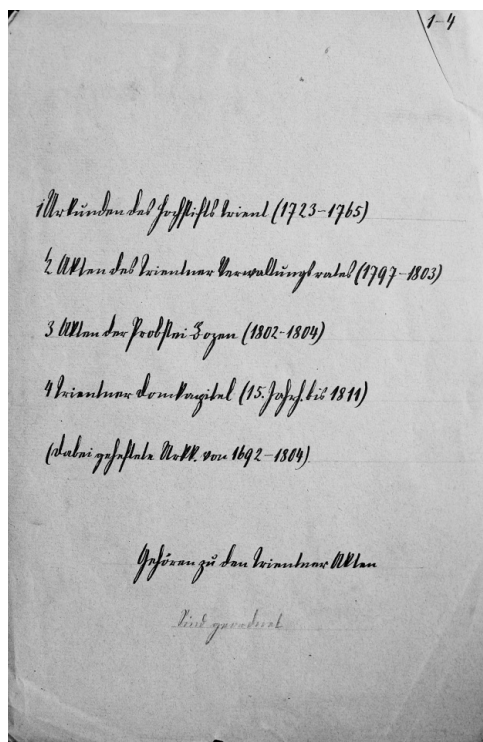 1-4
1 Urkunden des Hochstifts Trient (1723-1765)
2 Akten des Trientner Verwaltungsrates (1797-1803)
3 Akten der Probstei Bozen (1802-1804)
4 Trientner Domkapitel (15. Jahrh. bis 1811)
(dabei geheftete Urkk. von 1692-1804)
Gehören zu den Trientner Akten
Sind geordnet